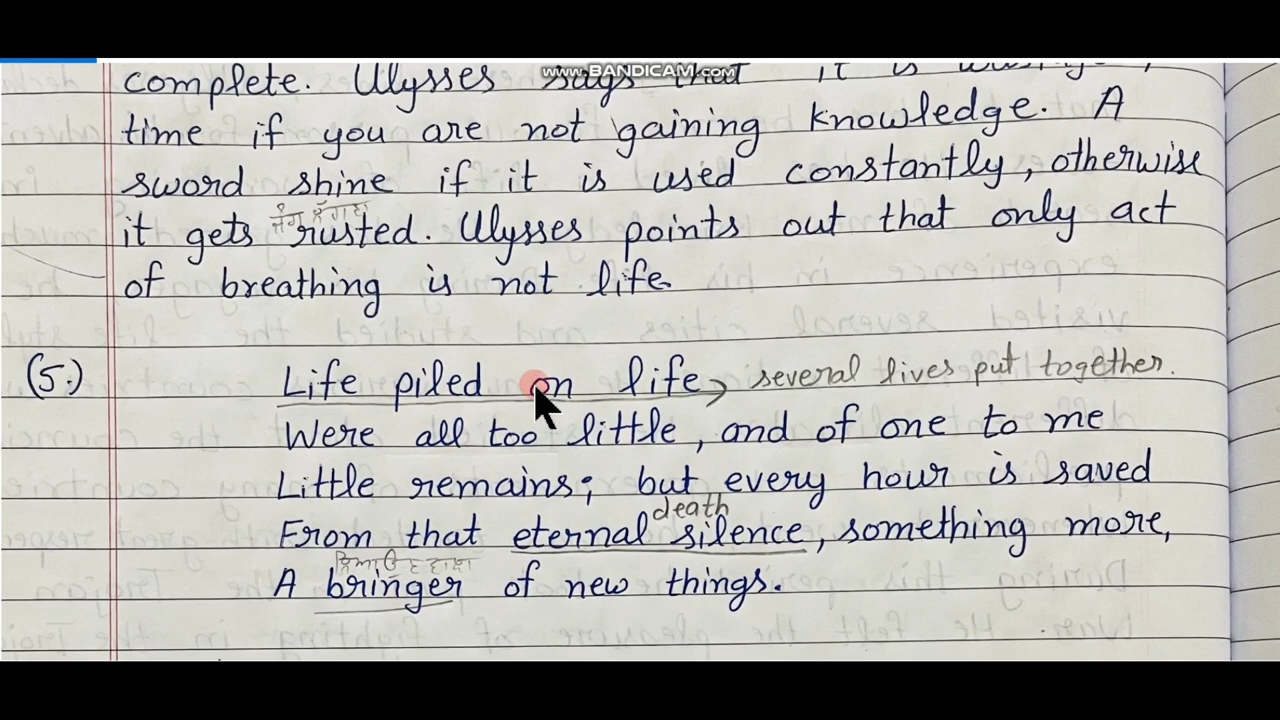 www.BANDICAM.com
complete. Ulysses says that it is
time if you are not gaining knowledge. A
sword shine if it is used constantly, otherwise
it gets rusted. Ulysses points out that only act
of breathing is not life
(5.) Life piled on life → several lives put together.
Were all too little, and of one to me
Little remains; but every hour is saved
death
From that eternal silence, something more,
A bringer of new things.